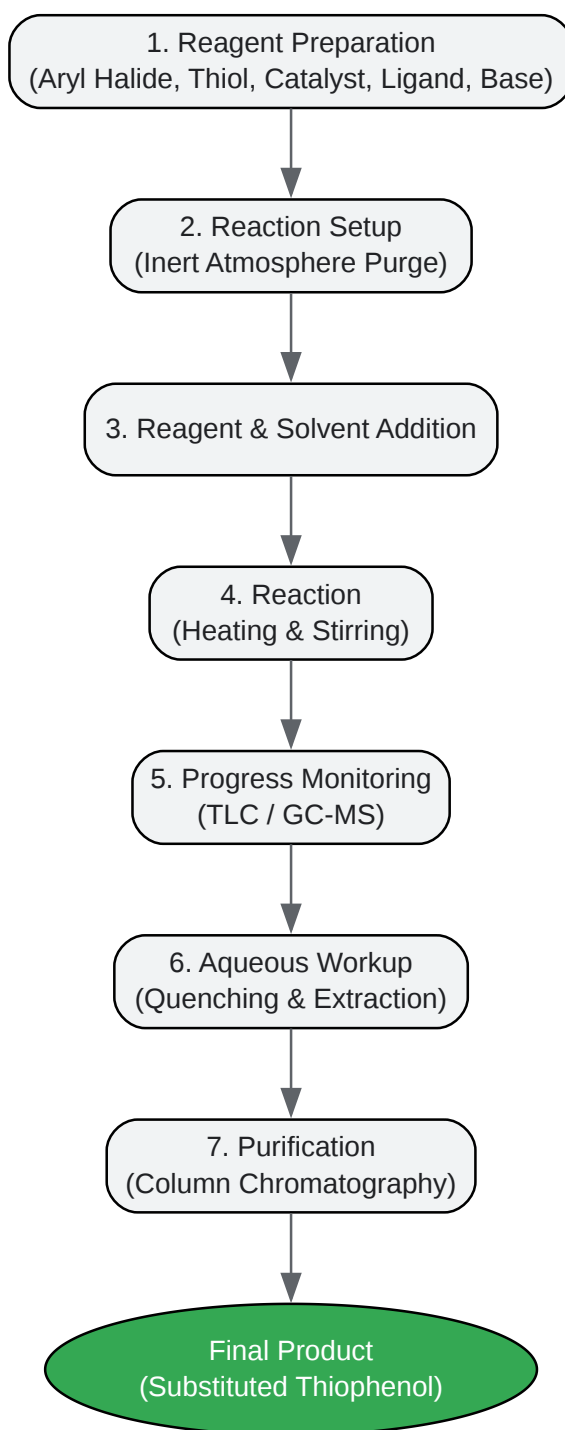 1. Reagent Preparation
(Aryl Halide, Thiol, Catalyst, Ligand, Base)
2. Reaction Setup
(Inert Atmosphere Purge)
3. Reagent & Solvent Addition
4. Reaction
(Heating & Stirring)
5. Progress Monitoring
(TLC / GC-MS)
6. Aqueous Workup
(Quenching & Extraction)
7. Purification
(Column Chromatography)
Final Product
(Substituted Thiophenol)